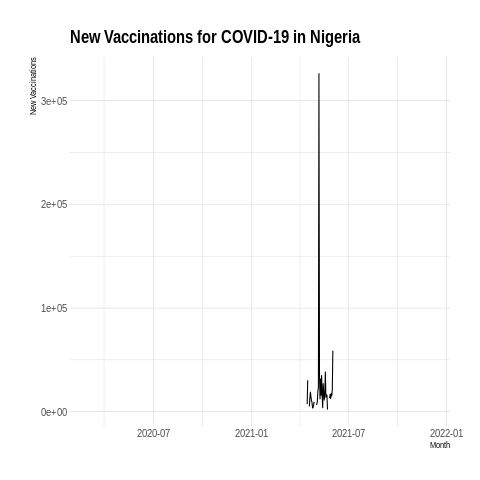 New Vaccinations for COVID-19 in Nigeria
New Vaccinations
3e+05
2e+05
1e+05
0e+00
2020-07
2021-01
2021-07
2022-01
Month